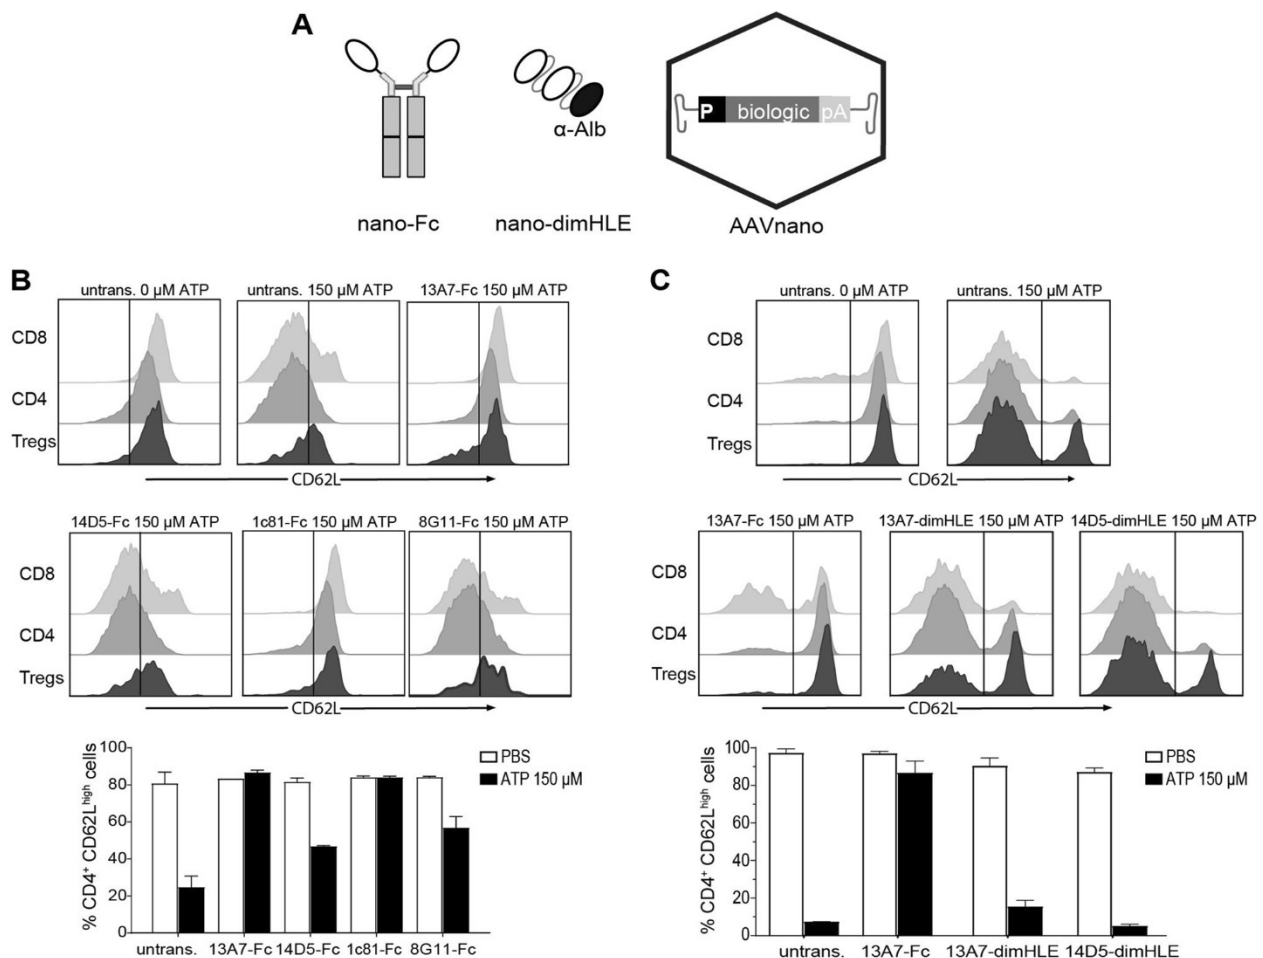 A
α-Alb
P biologic pA
nano-Fc nano-dimHLE AAVnano
B
untrans. 0 µM ATP untrans. 150 µM ATP 13A7-Fc 150 µM ATP
CD8
CD4
Tregs
CD62L
14D5-Fc 150 µM ATP 1c81-Fc 150 µM ATP 8G11-Fc 150 µM ATP
CD8
CD4
Tregs
CD62L
% CD4+ CD62Lhigh cells
100
80
60
40
20
0
PBS
ATP 150 µM
untrans. 13A7-Fc 14D5-Fc 1c81-Fc 8G11-Fc
C
untrans. 0 µM ATP untrans. 150 µM ATP
CD8
CD4
Tregs
CD62L
13A7-Fc 150 µM ATP 13A7-dimHLE 150 µM ATP 14D5-dimHLE 150 µM ATP
CD8
CD4
Tregs
CD62L
% CD4+ CD62Lhigh cells
100
80
60
40
20
0
PBS
ATP 150 µM
untrans. 13A7-Fc 13A7-dimHLE 14D5-dimHLE